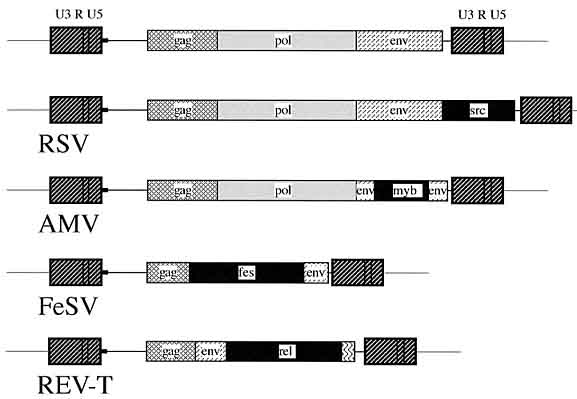 U3 R U5 U3 R U5
gag pol env
gag pol env src
RSV
gag pol env myb env
AMV
gag fes env
FeSV
gag env rel
REV-T